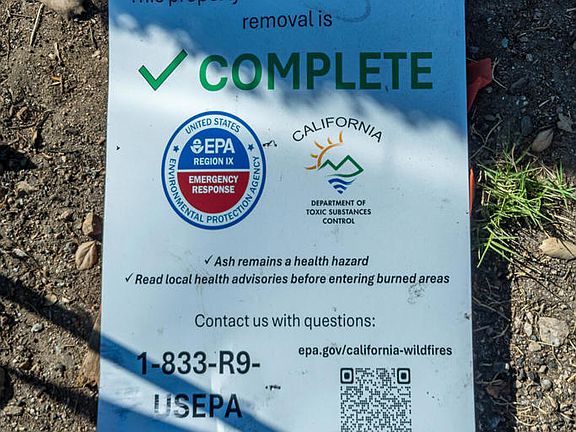 This property
removal is
✓ COMPLETE
UNITED STATES
EPA
REGION IX
EMERGENCY
RESPONSE
ENVIRONMENTAL PROTECTION AGENCY
CALIFORNIA
DEPARTMENT OF
TOXIC SUBSTANCES
CONTROL
✓Ash remains a health hazard
✓Read local health advisories before entering burned areas
Contact us with questions:
1-833-R9-
USEPA
epa.gov/california-wildfires